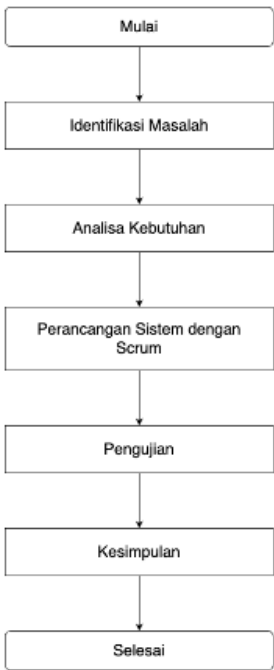 Mulai
Identifikasi Masalah
Analisa Kebutuhan
Perancangan Sistem dengan
Scrum
Pengujian
Kesimpulan
Selesai